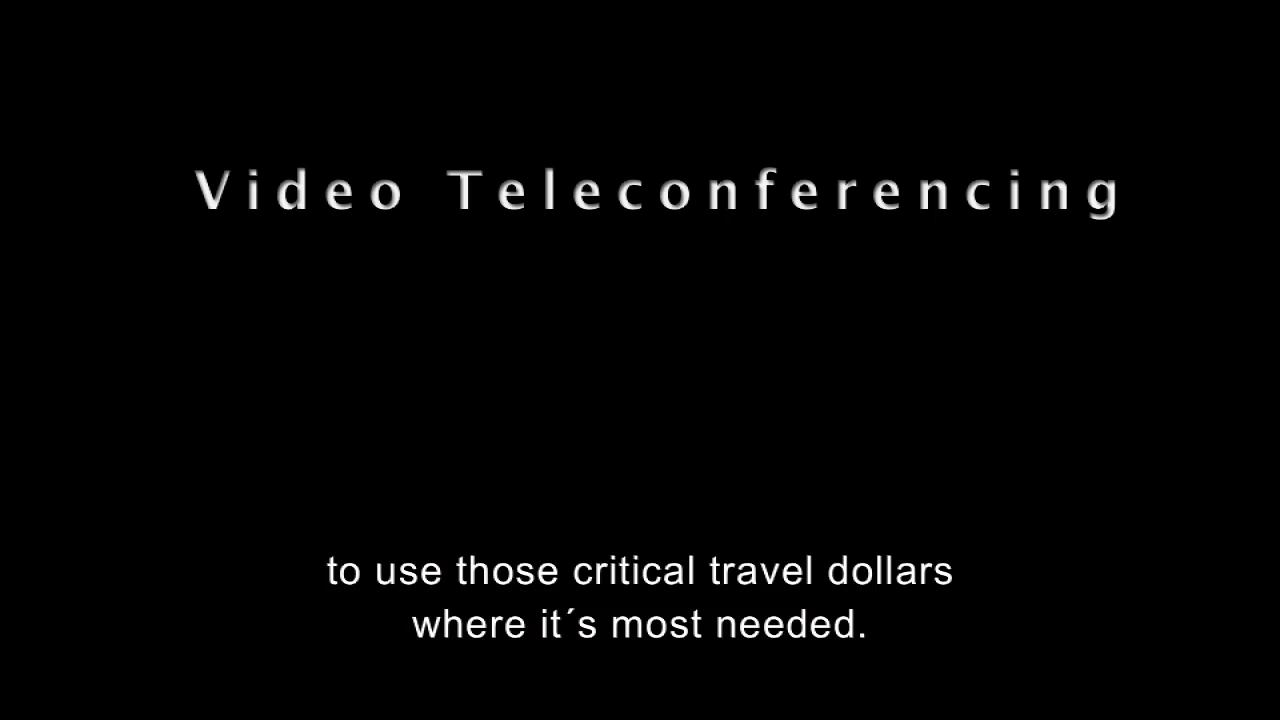 Video Teleconferencing
to use those critical travel dollars
where it´s most needed.